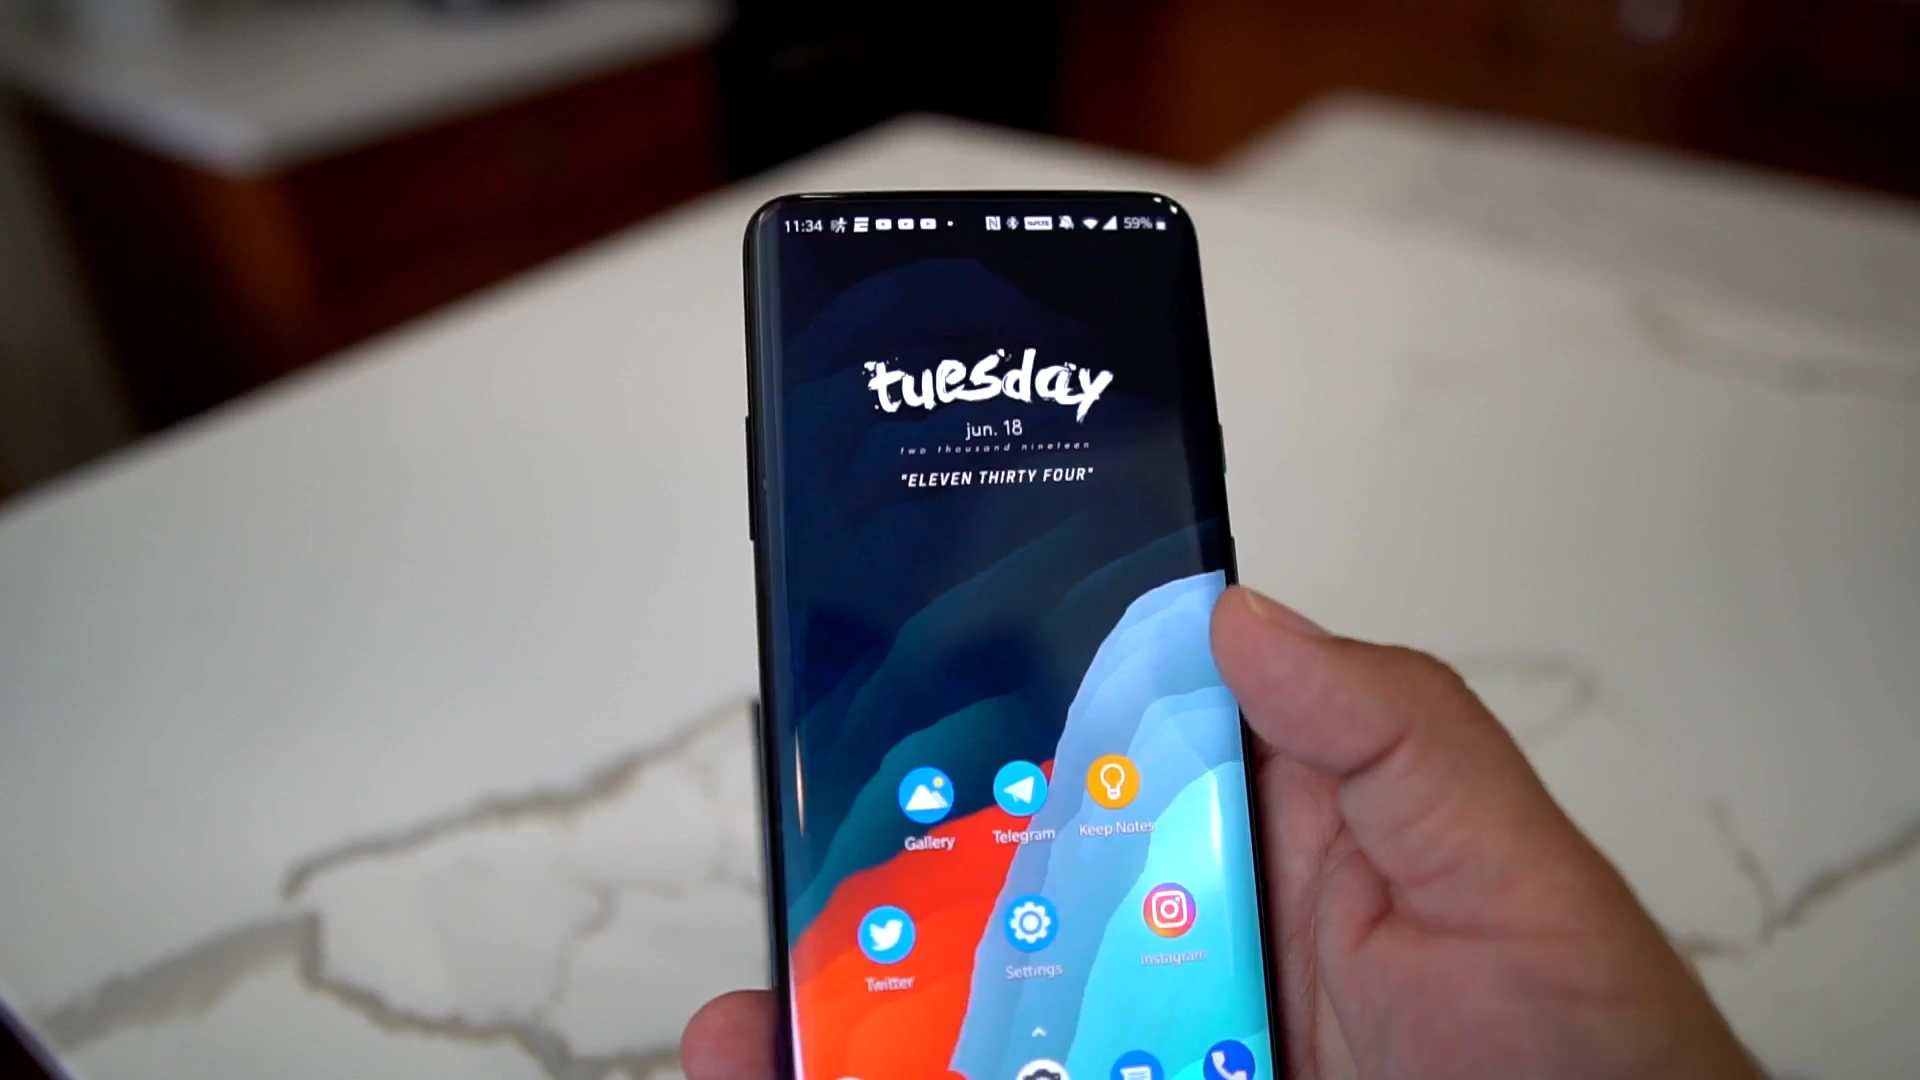 11:34 59%
tuesday
jun. 18
two thousand nineteen
"ELEVEN THIRTY FOUR"
Gallery Telegram Keep Notes
Twitter Settings Instagram